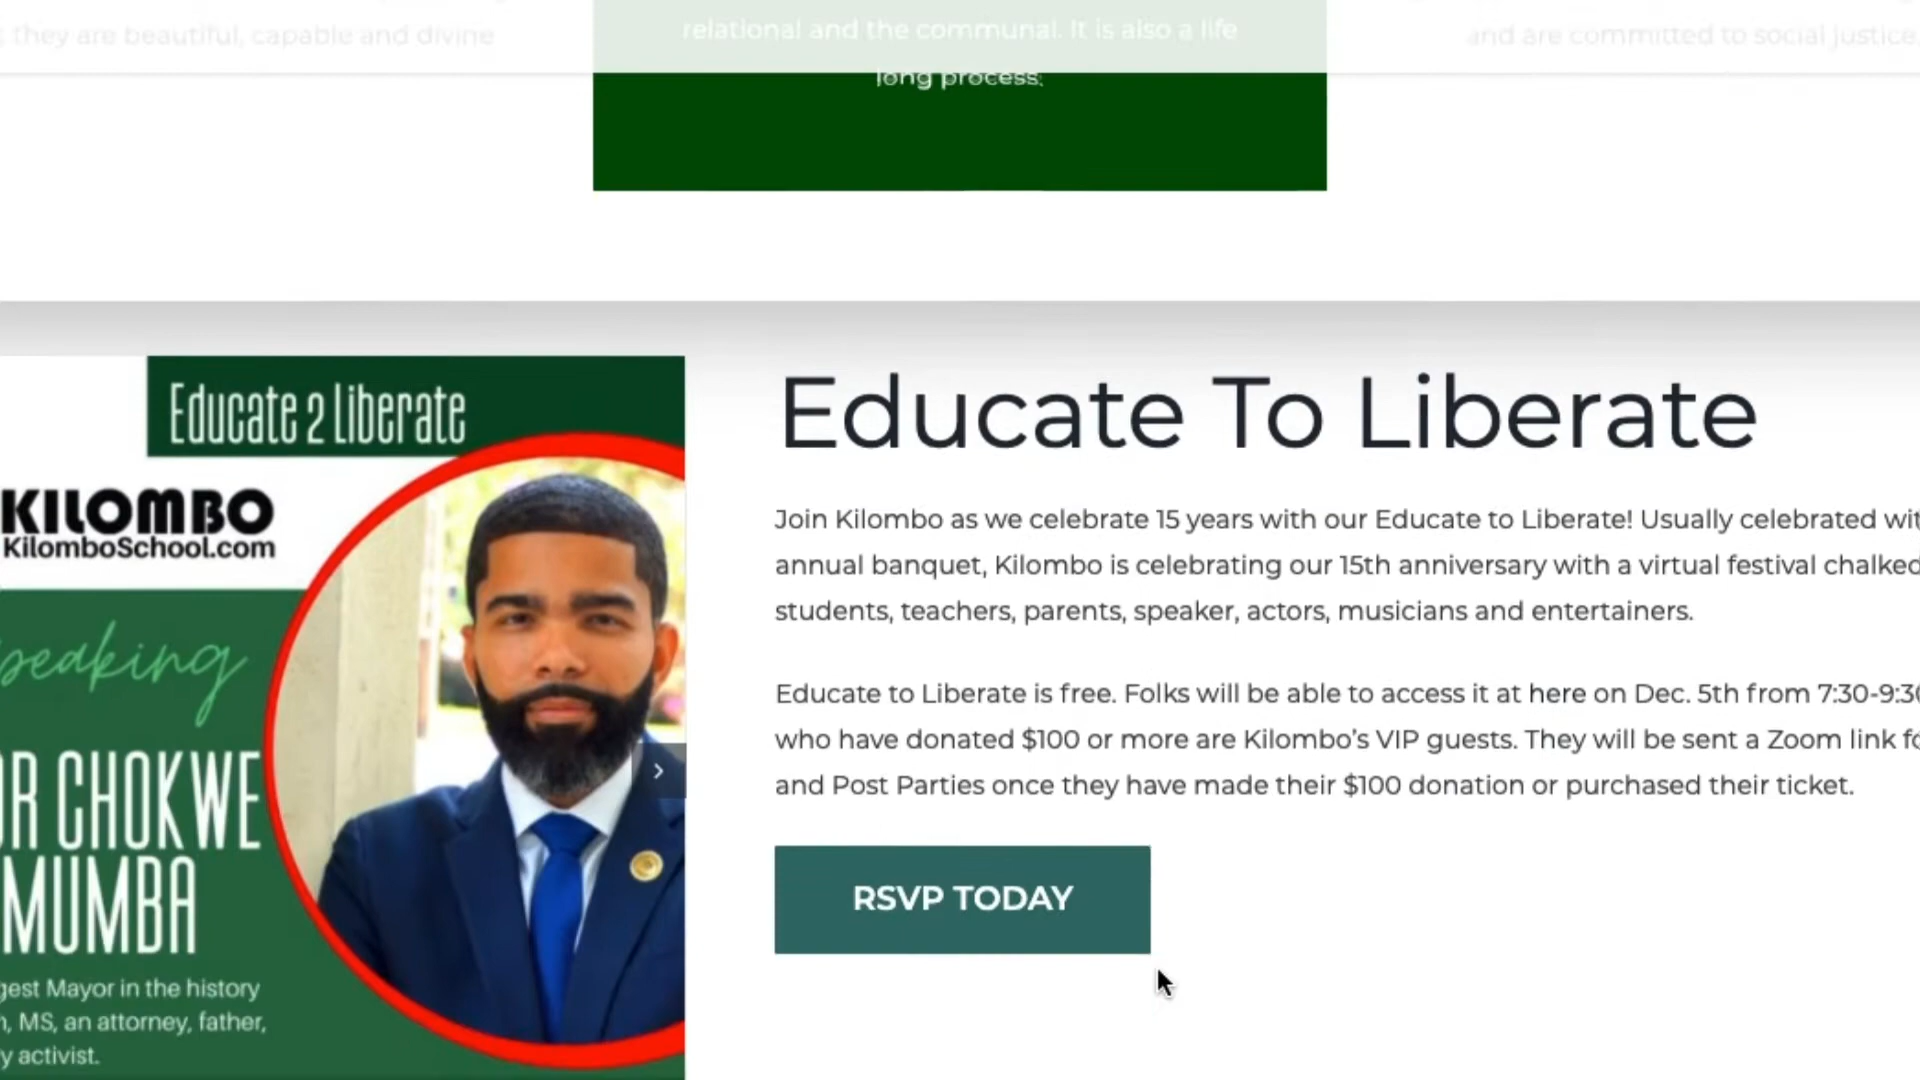 they are beautiful, capable and divine
relational and the communal. It is also a life
long process.
and are committed to social justice.
Educate 2 Liberate
KILOMBO
KilomboSchool.com
CHOKWE
MUMBA
Mayor in the history
MS, an attorney, father,
activist.
Educate To Liberate
Join Kilombo as we celebrate 15 years with our Educate to Liberate! Usually celebrated
annual banquet, Kilombo is celebrating our 15th anniversary with a virtual festival chalked
students, teachers, parents, speaker, actors, musicians and entertainers.
Educate to Liberate is free. Folks will be able to access it at here on Dec. 5th from 7:30-9:30
who have donated $100 or more are Kilombo’s VIP guests. They will be sent a Zoom link
and Post Parties once they have made their $100 donation or purchased their ticket.
RSVP TODAY